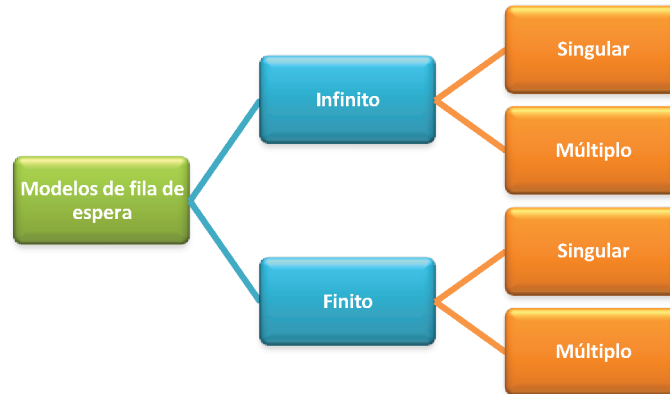 Modelos de fila de
espera
Infinito
Singular
Múltiplo
Finito
Singular
Múltiplo